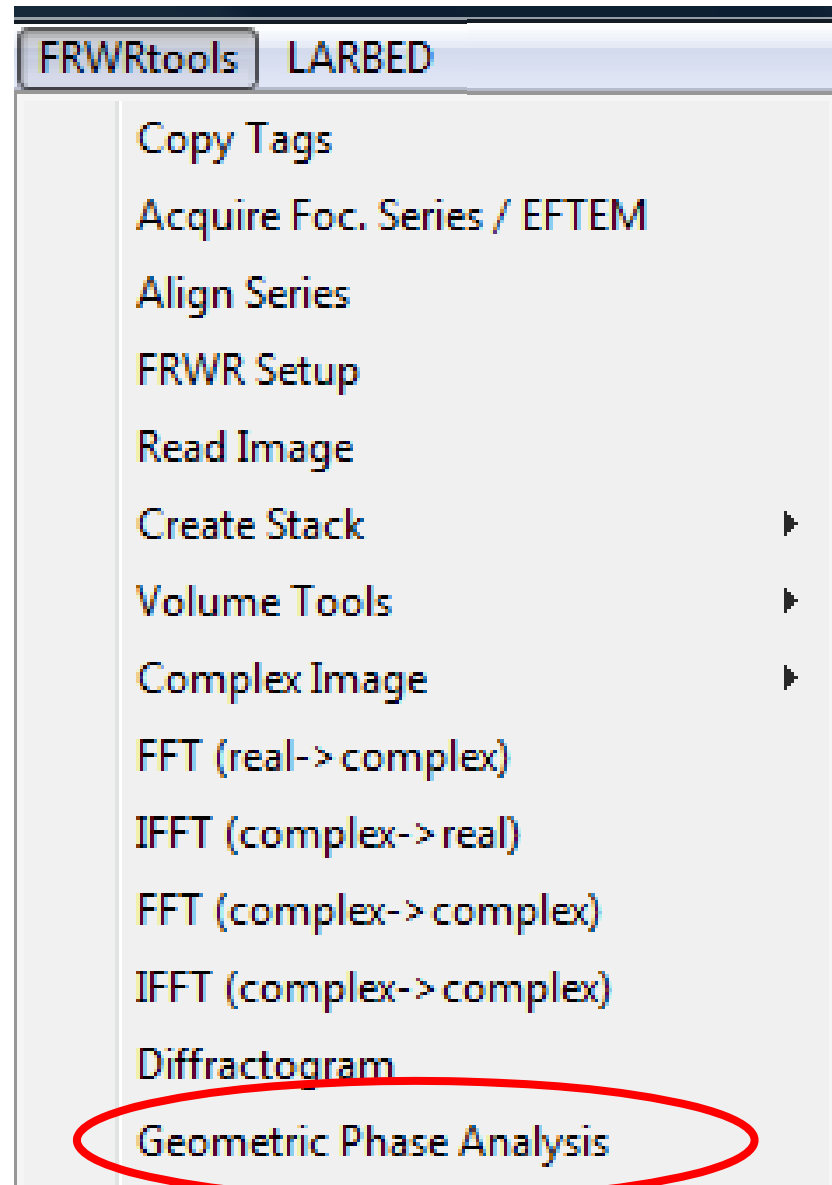 FRWRtools LARBED
Copy Tags
Acquire Foc. Series / EFTEM
Align Series
FRWR Setup
Read Image
Create Stack
Volume Tools
Complex Image
FFT (real->complex)
IFFT (complex->real)
FFT (complex->complex)
IFFT (complex->complex)
Diffractogram
Geometric Phase Analysis